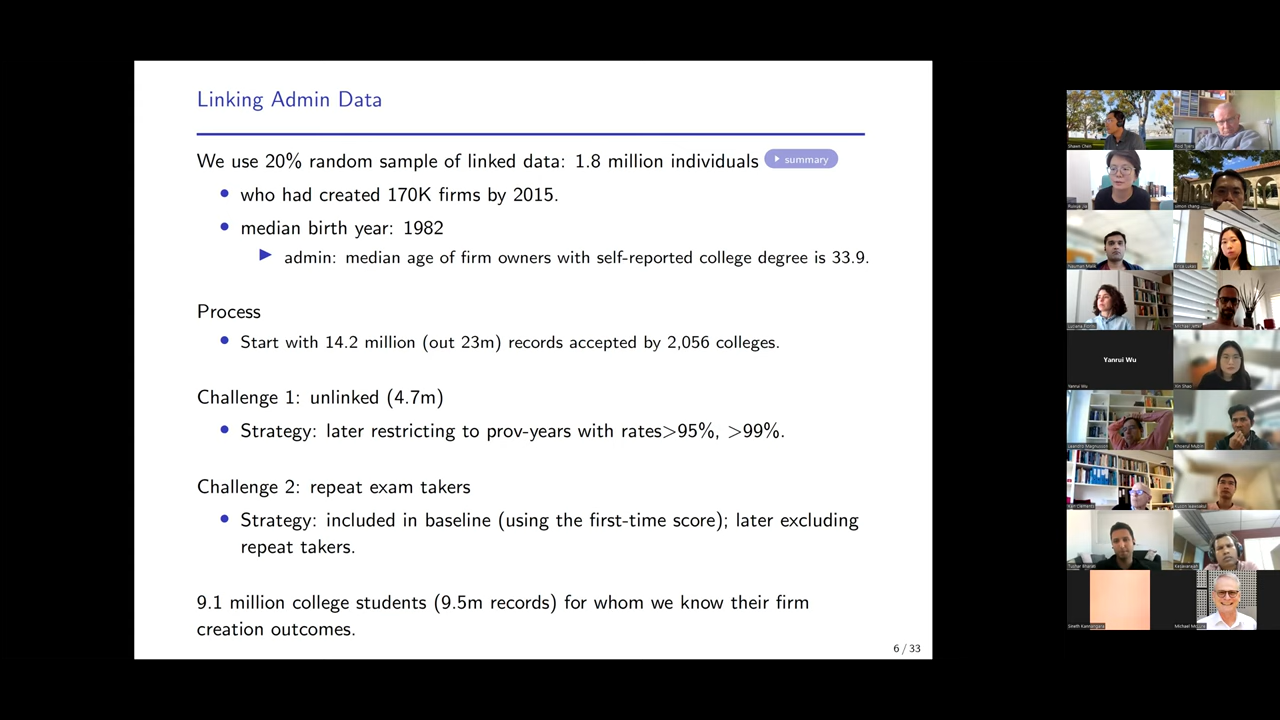 Linking Admin Data
We use 20% random sample of linked data: 1.8 million individuals
summary
who had created 170K firms by 2015.
median birth year: 1982
admin: median age of firm owners with self-reported college degree is 33.9.
Process
Start with 14.2 million (out 23m) records accepted by 2,056 colleges.
Challenge 1: unlinked (4.7m)
Strategy: later restricting to prov-years with rates>95%, >99%.
Challenge 2: repeat exam takers
Strategy: included in baseline (using the first-time score); later excluding
repeat takers.
9.1 million college students (9.5m records) for whom we know their firm
creation outcomes.
6 / 33
Yanrui Wu
Yanrui Wu